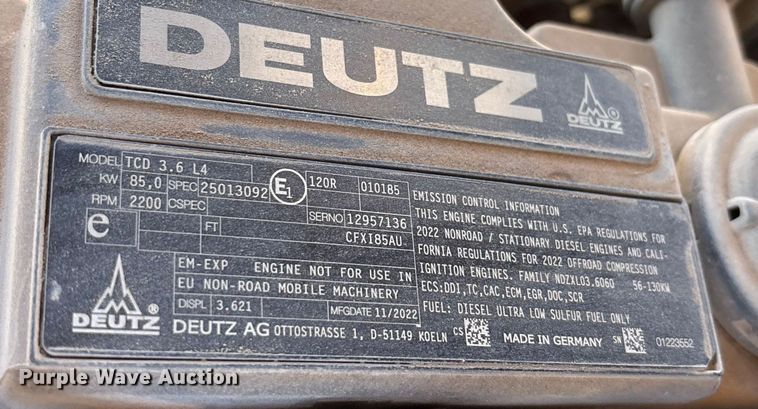 DEUTZ
DEUTZ ®
MODEL TCD 3.6 L4
KW 85,0 SPEC 25013092 E1 120R 010185
RPM 2200 CSPEC
SERNO 12957136
e FT CFXI85AU
EM-EXP ENGINE NOT FOR USE IN
EU NON-ROAD MOBILE MACHINERY
DISPL 3.621 MFGDATE 11/2022
EMISSION CONTROL INFORMATION
THIS ENGINE COMPLIES WITH U.S. EPA REGULATIONS FOR
2022 NONROAD / STATIONARY DIESEL ENGINES AND CALI-
FORNIA REGULATIONS FOR 2022 OFFROAD COMPRESSION
IGNITION ENGINES. FAMILY NDZXL03.6060 56-130KW
ECS:DDI,TC,CAC,ECM,EGR,DOC,SCR
FUEL: DIESEL ULTRA LOW SULFUR FUEL ONLY
DEUTZ
DEUTZ AG OTTOSTRASSE 1, D-51149 KOELN CS MADE IN GERMANY SN 01223552
Purple Wave Auction